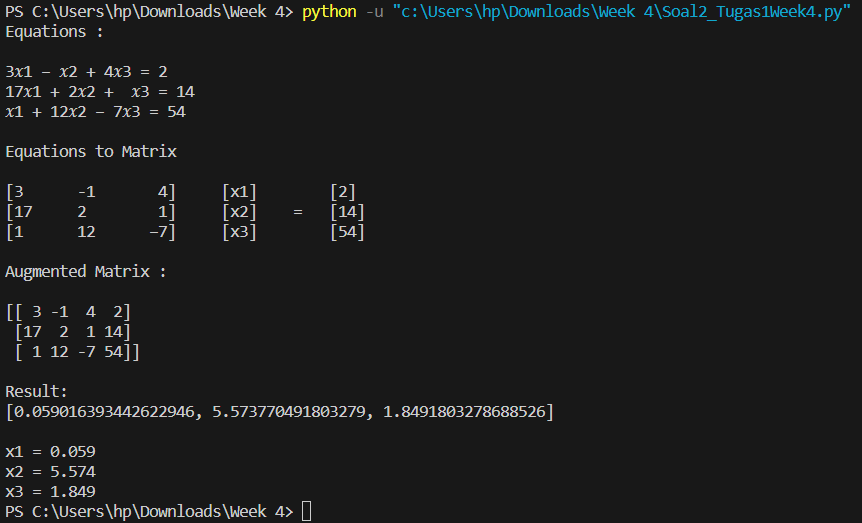 PS C:\Users\hp\Downloads\Week 4> python -u "c:\Users\hp\Downloads\Week 4\Soal2_Tugas1Week4.py"
Equations :
3𝑥1 − 𝑥2 + 4𝑥3 = 2
17𝑥1 + 2𝑥2 +  𝑥3 = 14
𝑥1 + 12𝑥2 − 7𝑥3 = 54
Equations to Matrix
[3      -1       4]     [x1]        [2]
[17     2        1]     [x2]    =   [14]
[1      12      −7]     [x3]        [54]
Augmented Matrix :
[[ 3 -1  4  2]
 [17  2  1 14]
 [ 1 12 -7 54]]
Result:
[0.059016393442622946, 5.573770491803279, 1.8491803278688526]
x1 = 0.059
x2 = 5.574
x3 = 1.849
PS C:\Users\hp\Downloads\Week 4>